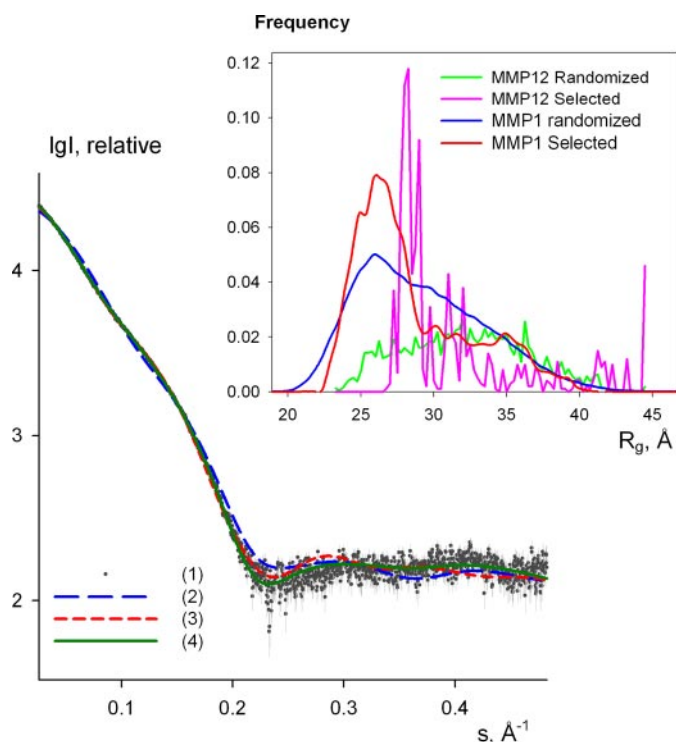 Frequency
0.12
0.10
0.08
0.06
0.04
0.02
0.00
MMP12 Randomized
MMP12 Selected
MMP1 randomized
MMP1 Selected
20 25 30 35 40 45
Rg, Å
lgI, relative
4
3
2
(1)
(2)
(3)
(4)
0.1 0.2 0.3 0.4
s, Å-1